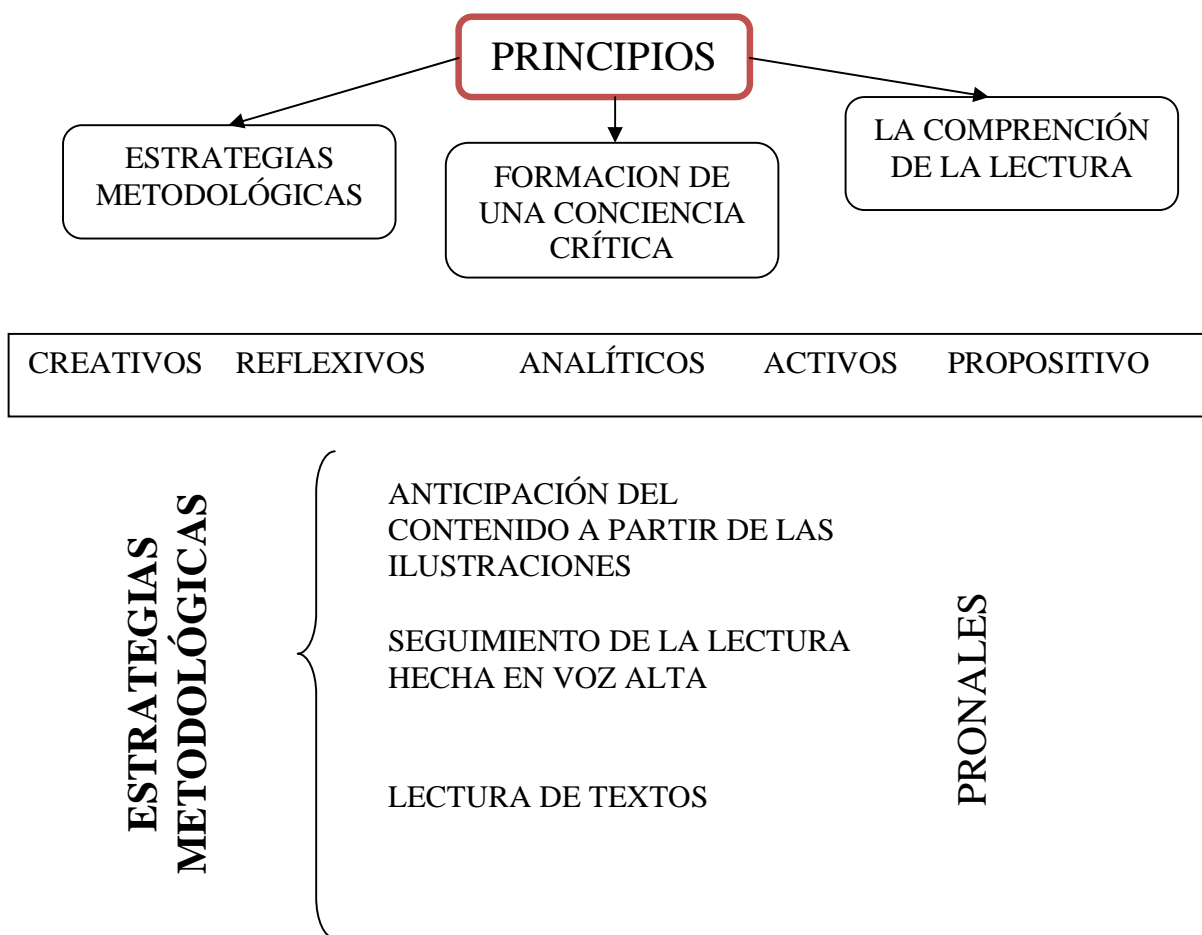 PRINCIPIOS
ESTRATEGIAS
METODOLÓGICAS
FORMACION DE
UNA CONCIENCIA
CRÍTICA
LA COMPRENCIÓN
DE LA LECTURA
CREATIVOS REFLEXIVOS ANALÍTICOS ACTIVOS PROPOSITIVO
ESTRATEGIAS
METODOLÓGICAS
ANTICIPACIÓN DEL
CONTENIDO A PARTIR DE LAS
ILUSTRACIONES
SEGUIMIENTO DE LA LECTURA
HECHA EN VOZ ALTA
LECTURA DE TEXTOS
PRONALES